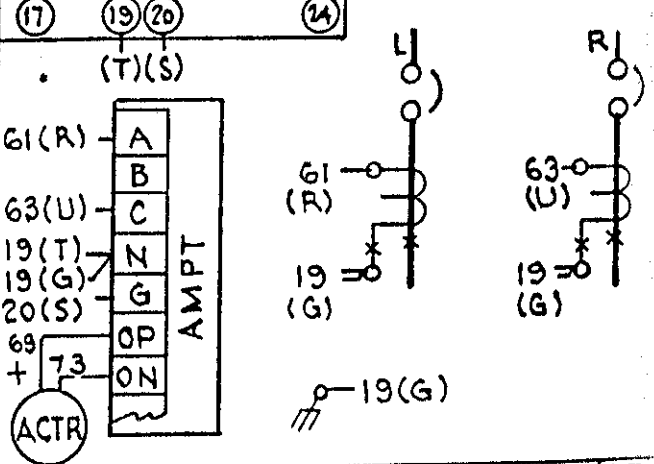 17 19 20 24
(T)(S)
61(R) A
B
63(U) C
19(T) N
19(G)
20(S) G
69 OP
+ 73 ON
ACTR
AMPT
L
61
(R)
19
(G)
R
63
(U)
19
(G)
19(G)